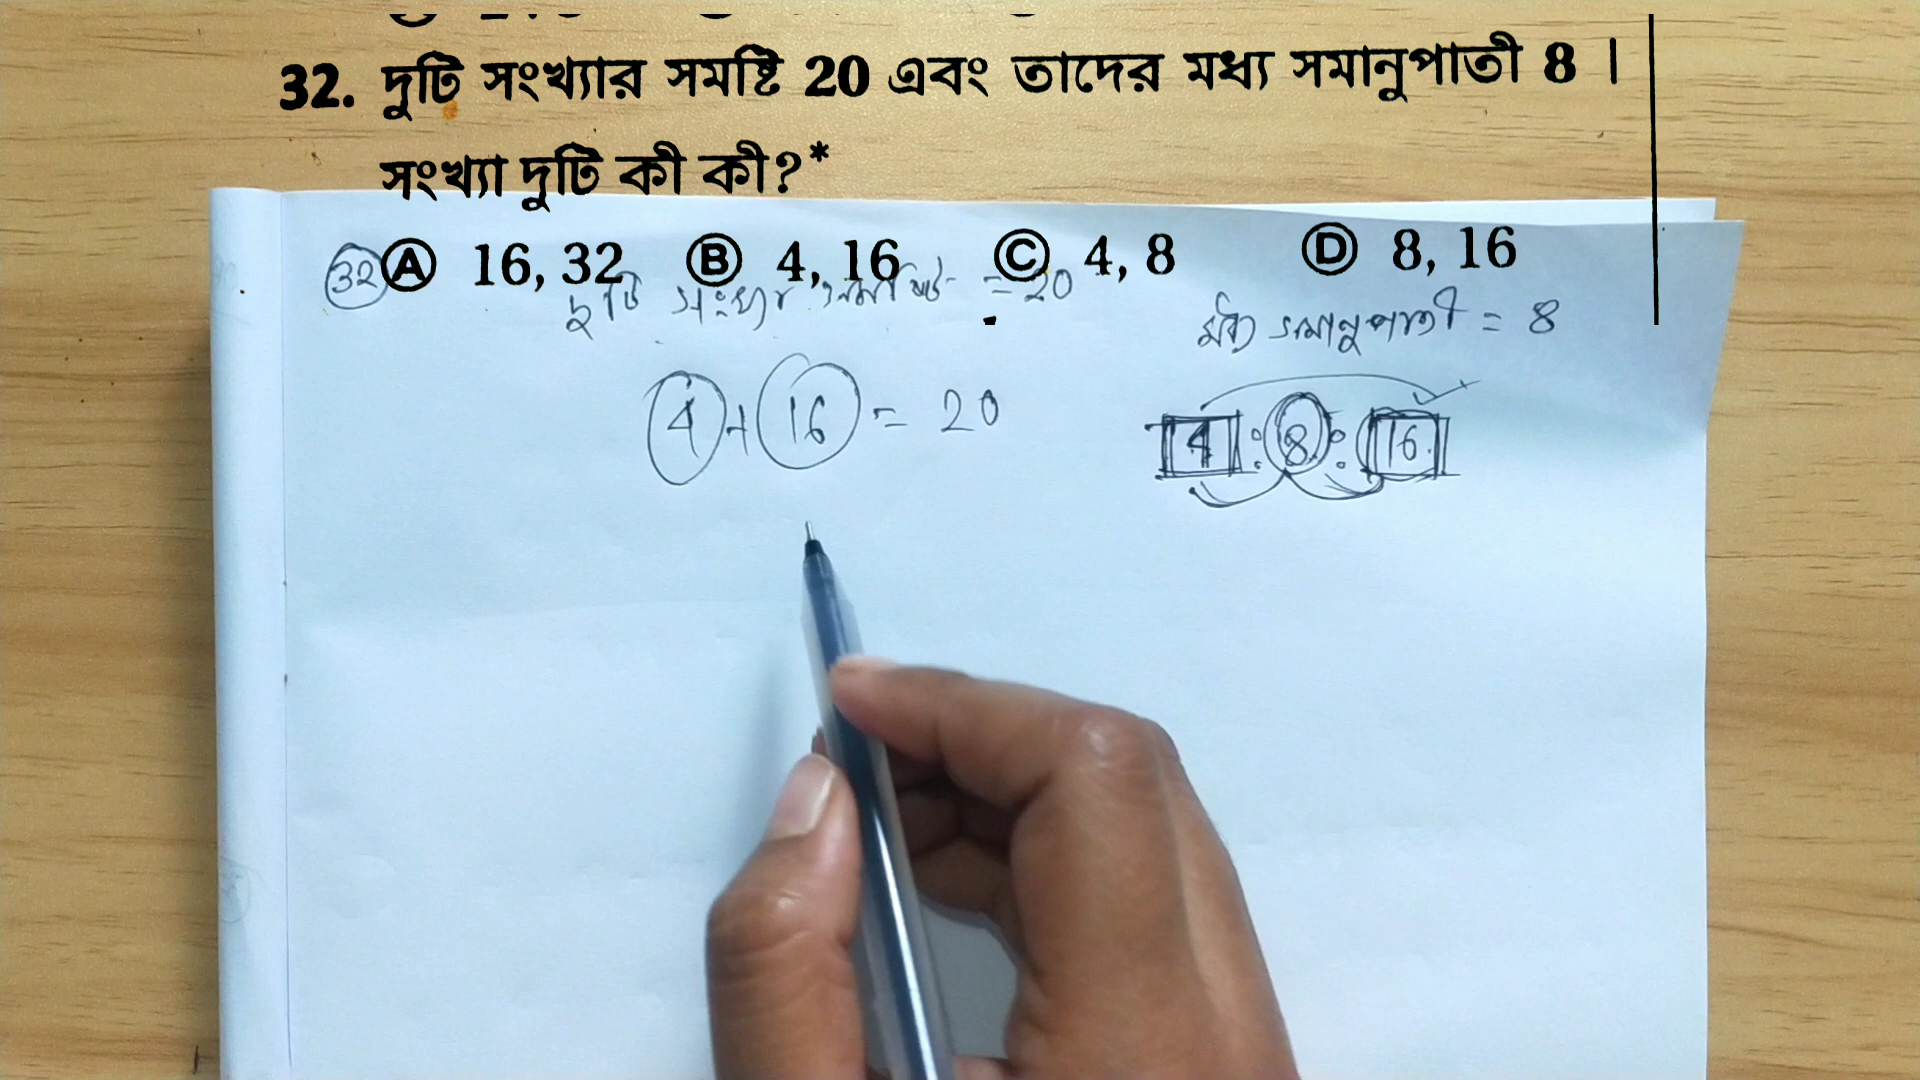 32. দুটি সংখ্যার সমষ্টি 20 এবং তাদের মধ্য সমানুপাতী 8 ।
সংখ্যা দুটি কী কী?*
Ⓐ 16, 32 Ⓑ 4, 16 Ⓒ 4, 8 Ⓓ 8, 16
32 দুটি সংখ্যার সমষ্টি = 20
মধ্য সমানুপাতী = 8
4 + 16 = 20
4 : 8 : 16